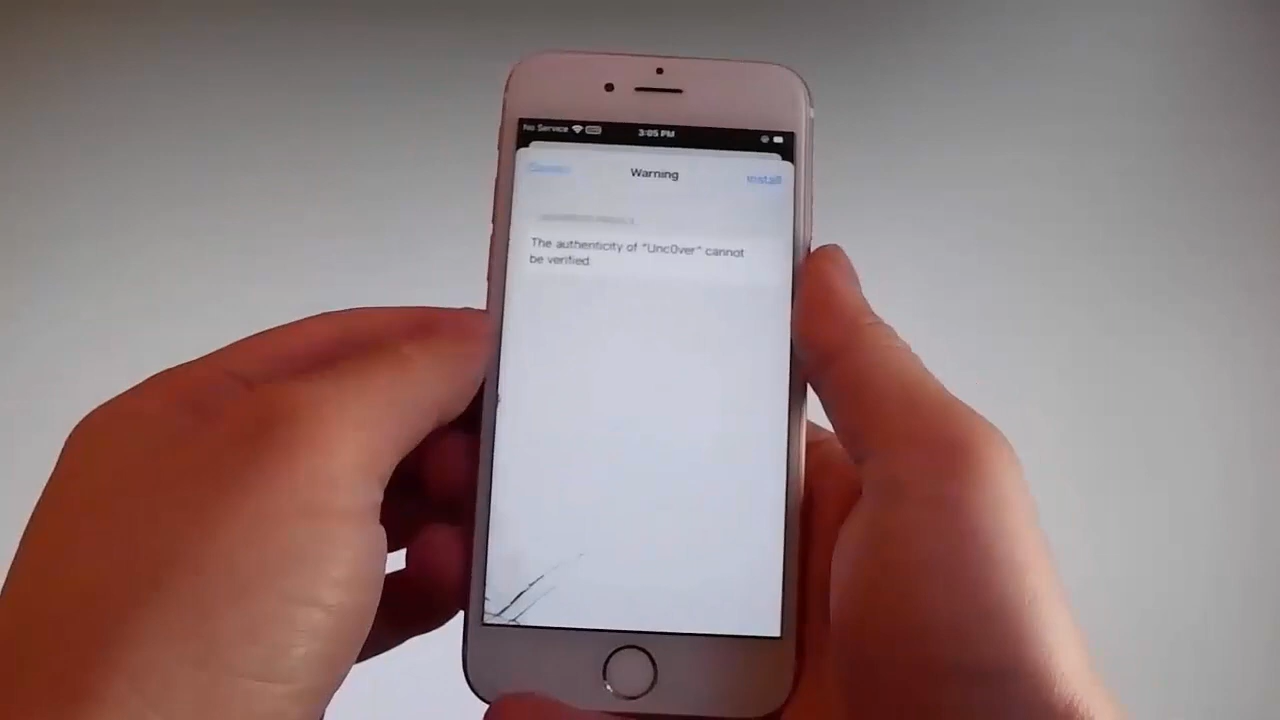 No Service 3:05 PM
Warning Install
The authenticity of "Unc0ver" cannot
be verified.